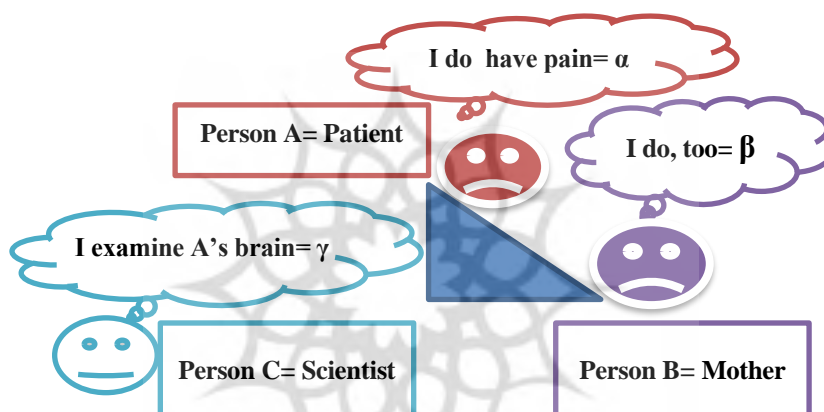 I do have pain= α
Person A= Patient
I do, too= β
I examine A's brain= γ
Person C= Scientist
Person B= Mother